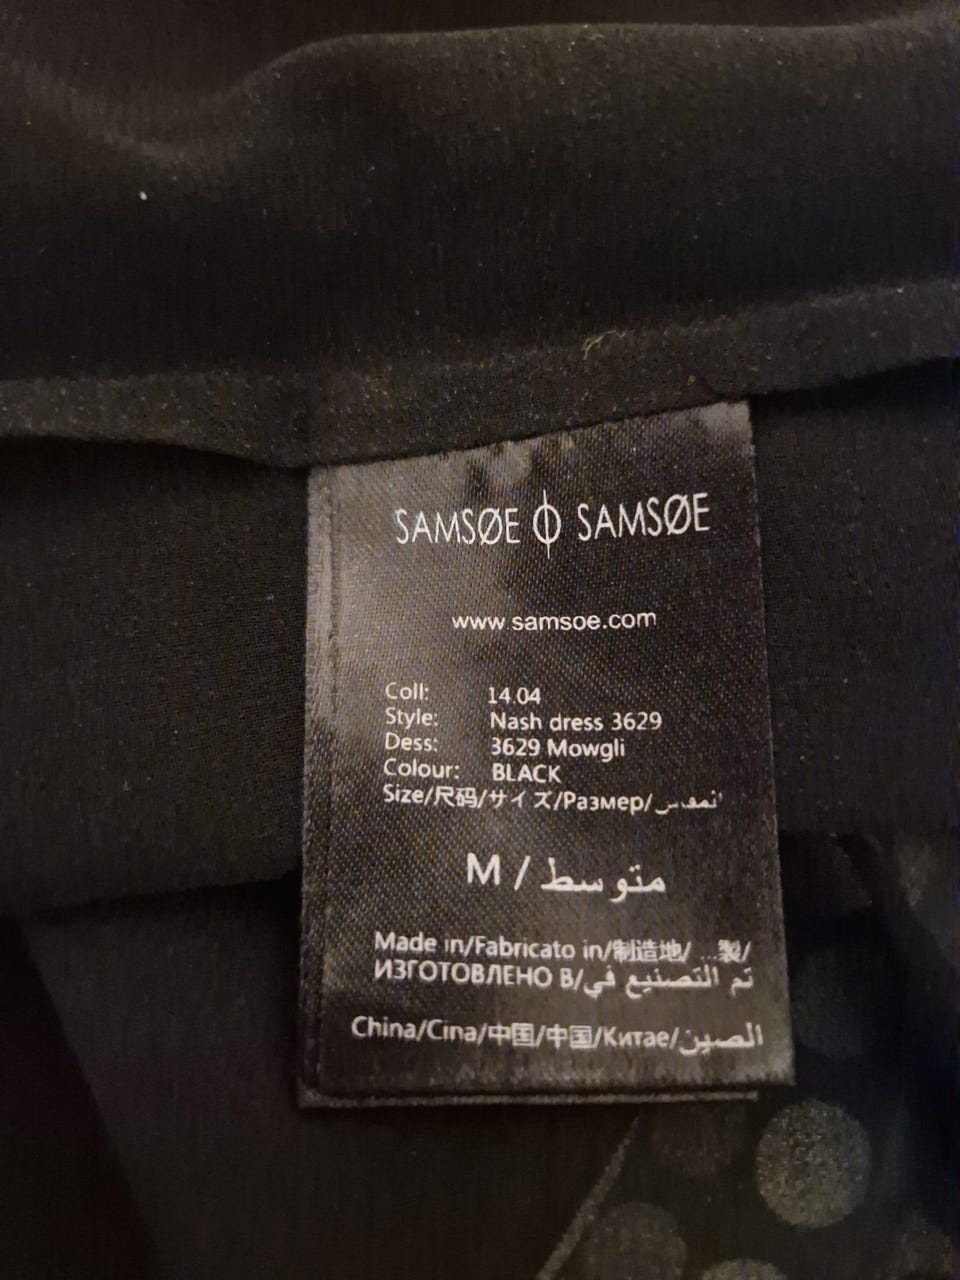 SAMSØE SAMSØE
www.samsoe.com
Coll: 14.04
Style: Nash dress 3629
Dess: 3629 Mowgli
Colour: BLACK
Size/尺码/サイズ/Размер/
M / متوسط
Made in/Fabricato in/制造地/ ...製/
ИЗГОТОВЛЕНО В/تم التصنيع في
China/Cina/中国/中国/Китае/الصين